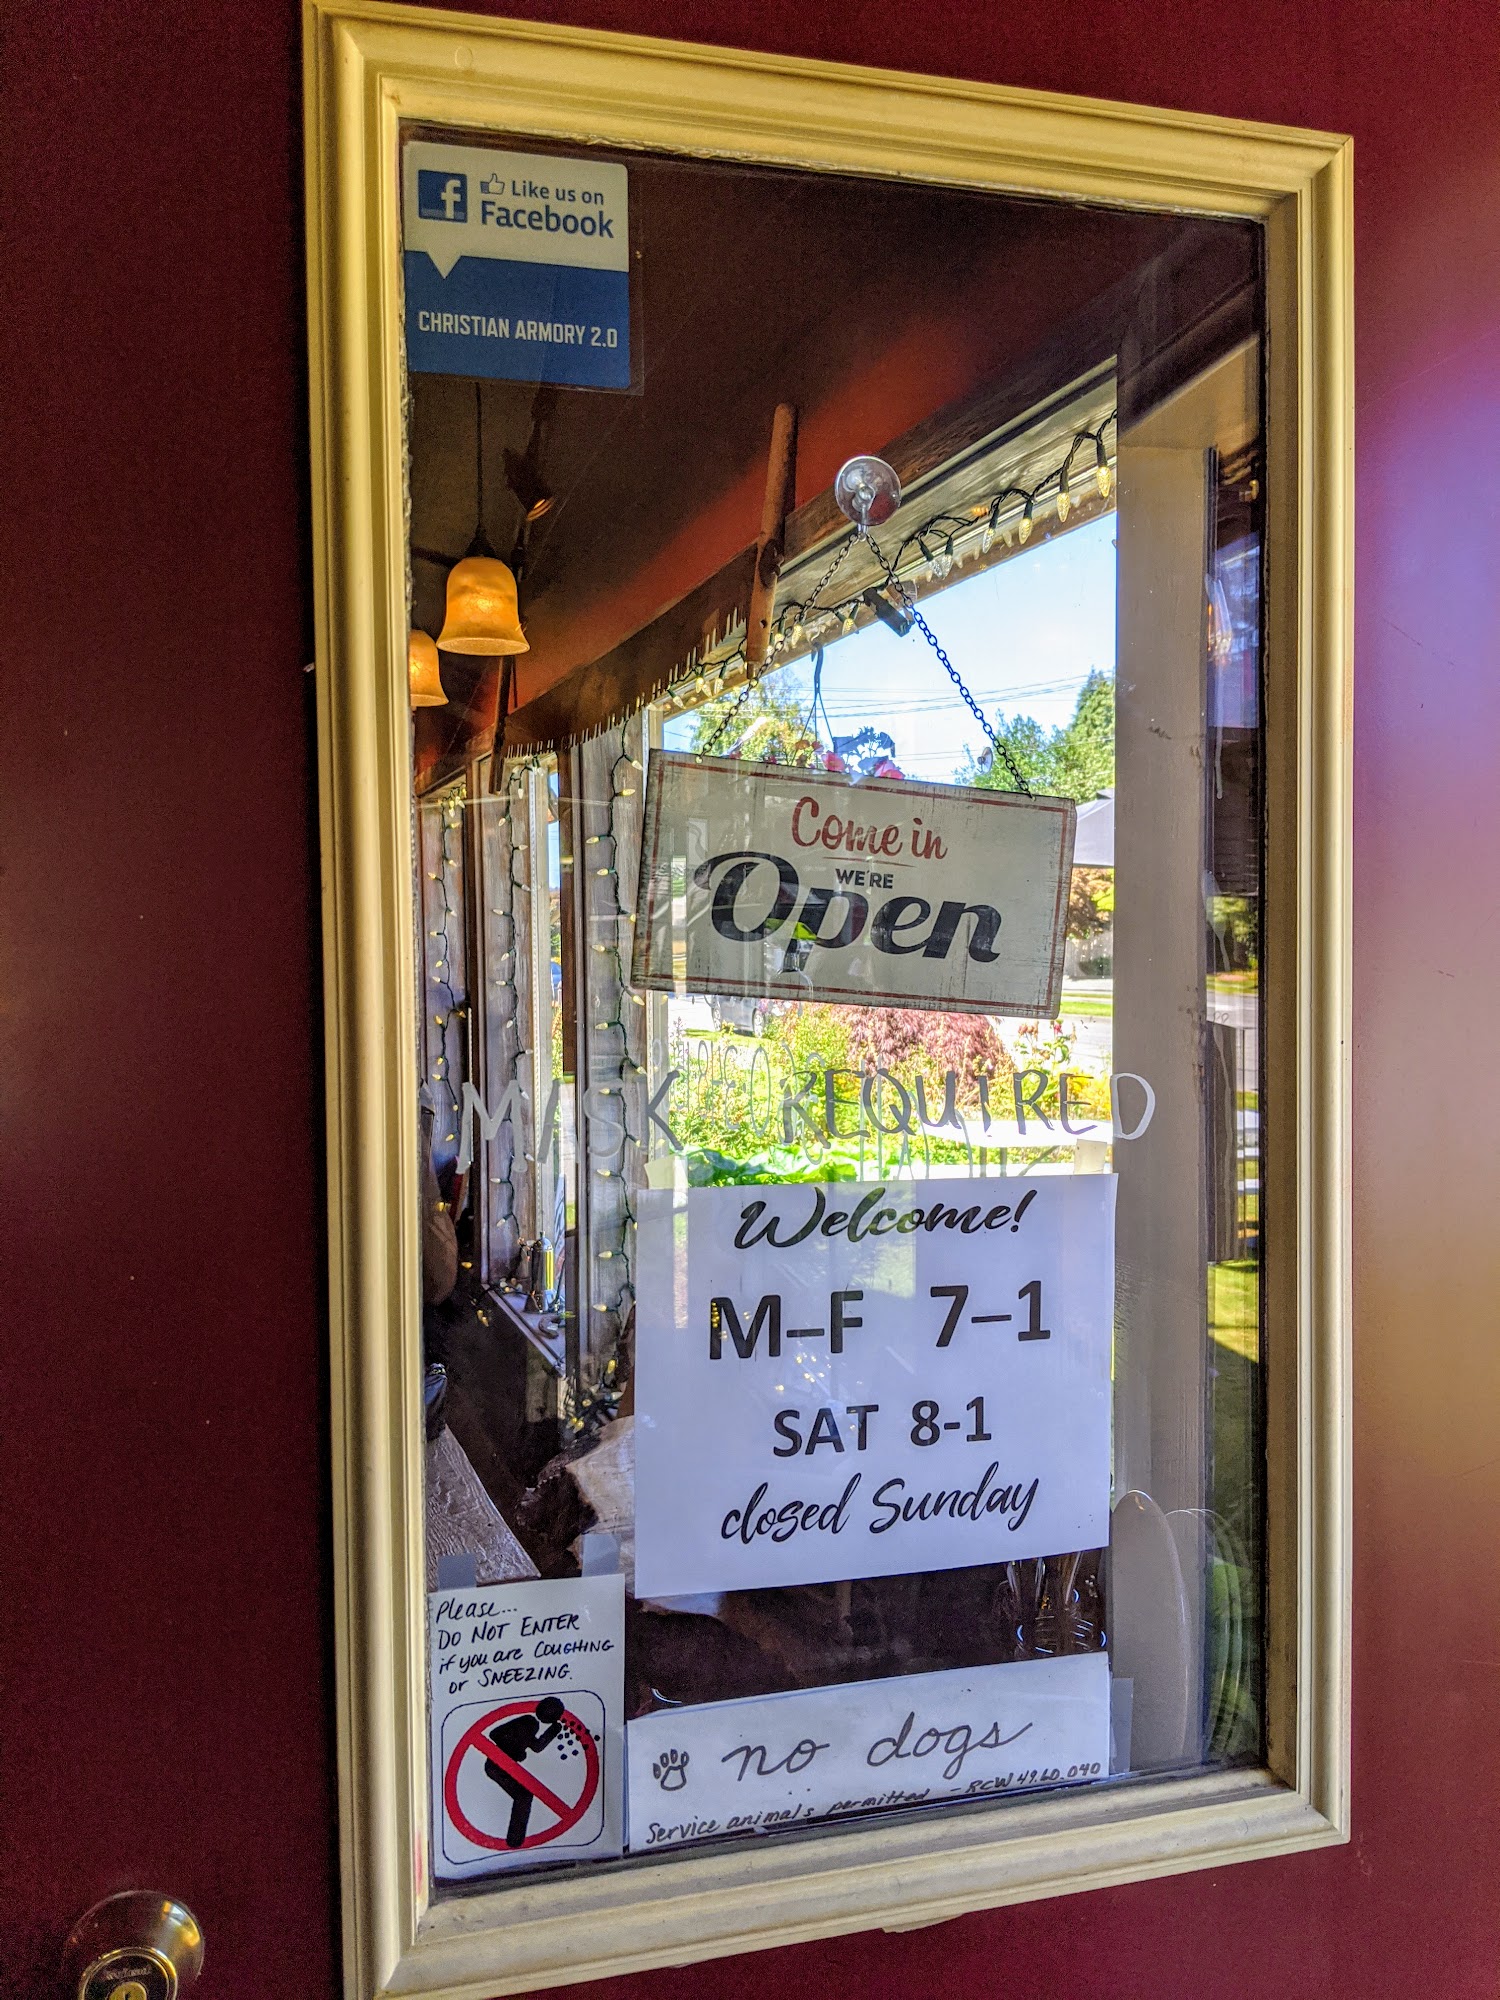 f Like us on
Facebook
CHRISTIAN ARMORY 2.0
Come in
WE'RE
Open
MASK REQUIRED
Welcome!
M–F 7–1
SAT 8-1
closed Sunday
Please...
DO NOT ENTER
if you are COUGHING
or SNEEZING.
no dogs
Service animals permitted - RCW 49.60.040